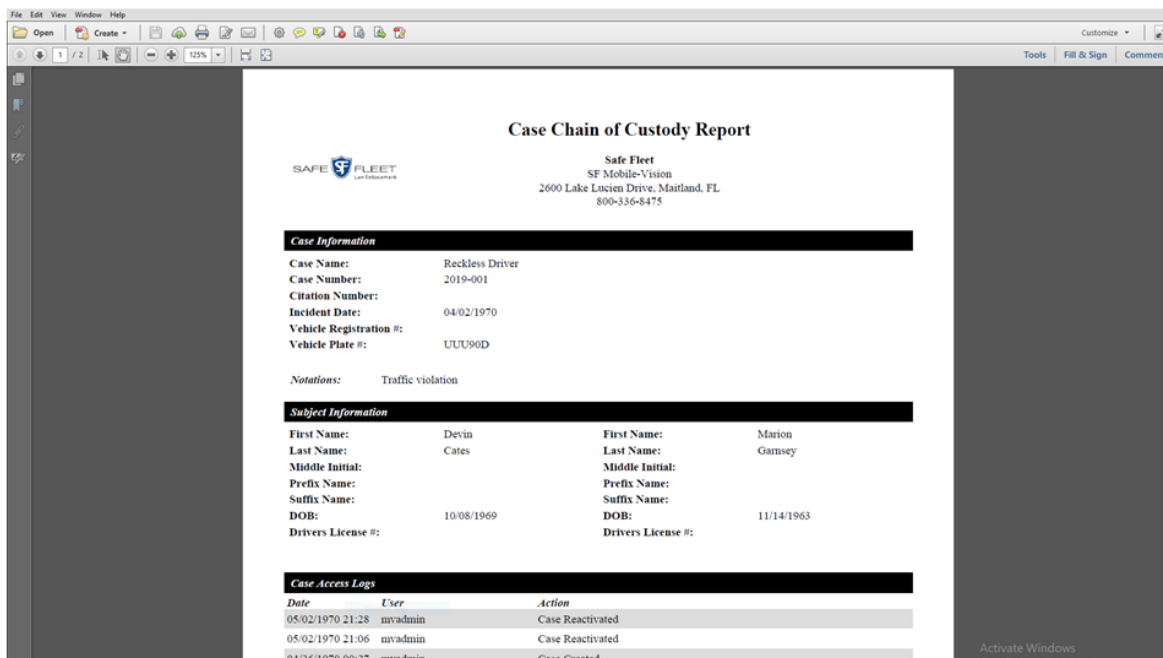 File Edit View Window Help
Open Create Customize
1 / 2 125% Tools Fill & Sign Commen
Case Chain of Custody Report
SAFE SF FLEET
Law Enforcement
Safe Fleet
SF Mobile-Vision
2600 Lake Lucien Drive, Maitland, FL
800-336-8475
Case Information
Case Name: Reckless Driver
Case Number: 2019-001
Citation Number:
Incident Date: 04/02/1970
Vehicle Registration #:
Vehicle Plate #: UUU90D
Notations: Traffic violation
Subject Information
First Name: Devin First Name: Marion
Last Name: Cates Last Name: Garnsey
Middle Initial: Middle Initial:
Prefix Name: Prefix Name:
Suffix Name: Suffix Name:
DOB: 10/08/1969 DOB: 11/14/1963
Drivers License #: Drivers License #:
Case Access Logs
Date User Action
05/02/1970 21:28 mvadmin Case Reactivated
05/02/1970 21:06 mvadmin Case Reactivated
mvadmin Case Created
Activate Windows